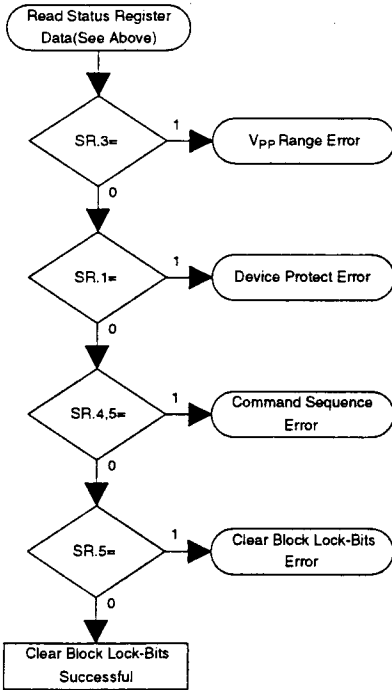 Read Status Register
Data(See Above)
SR.3=
1
VPP Range Error
0
SR.1=
1
Device Protect Error
0
SR.4,5=
1
Command Sequence
Error
0
SR.5=
1
Clear Block Lock-Bits
Error
0
Clear Block Lock-Bits
Successful